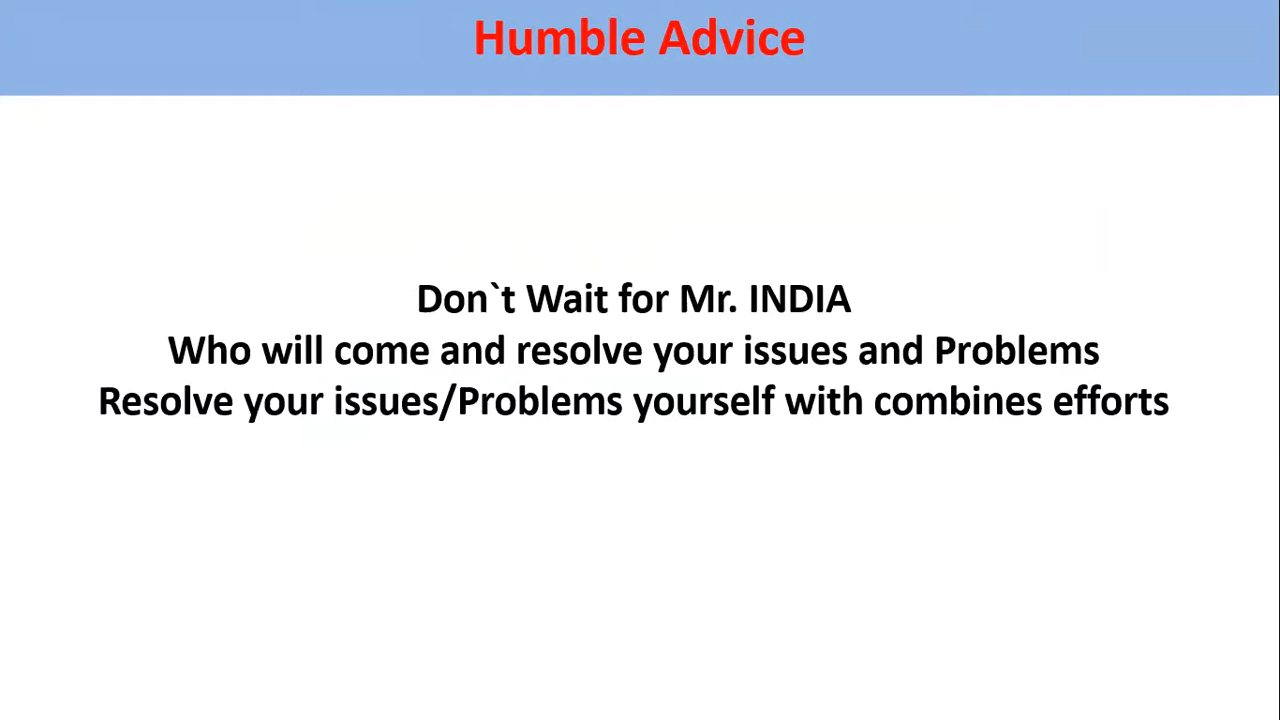 Humble Advice
Don`t Wait for Mr. INDIA
Who will come and resolve your issues and Problems
Resolve your issues/Problems yourself with combines efforts